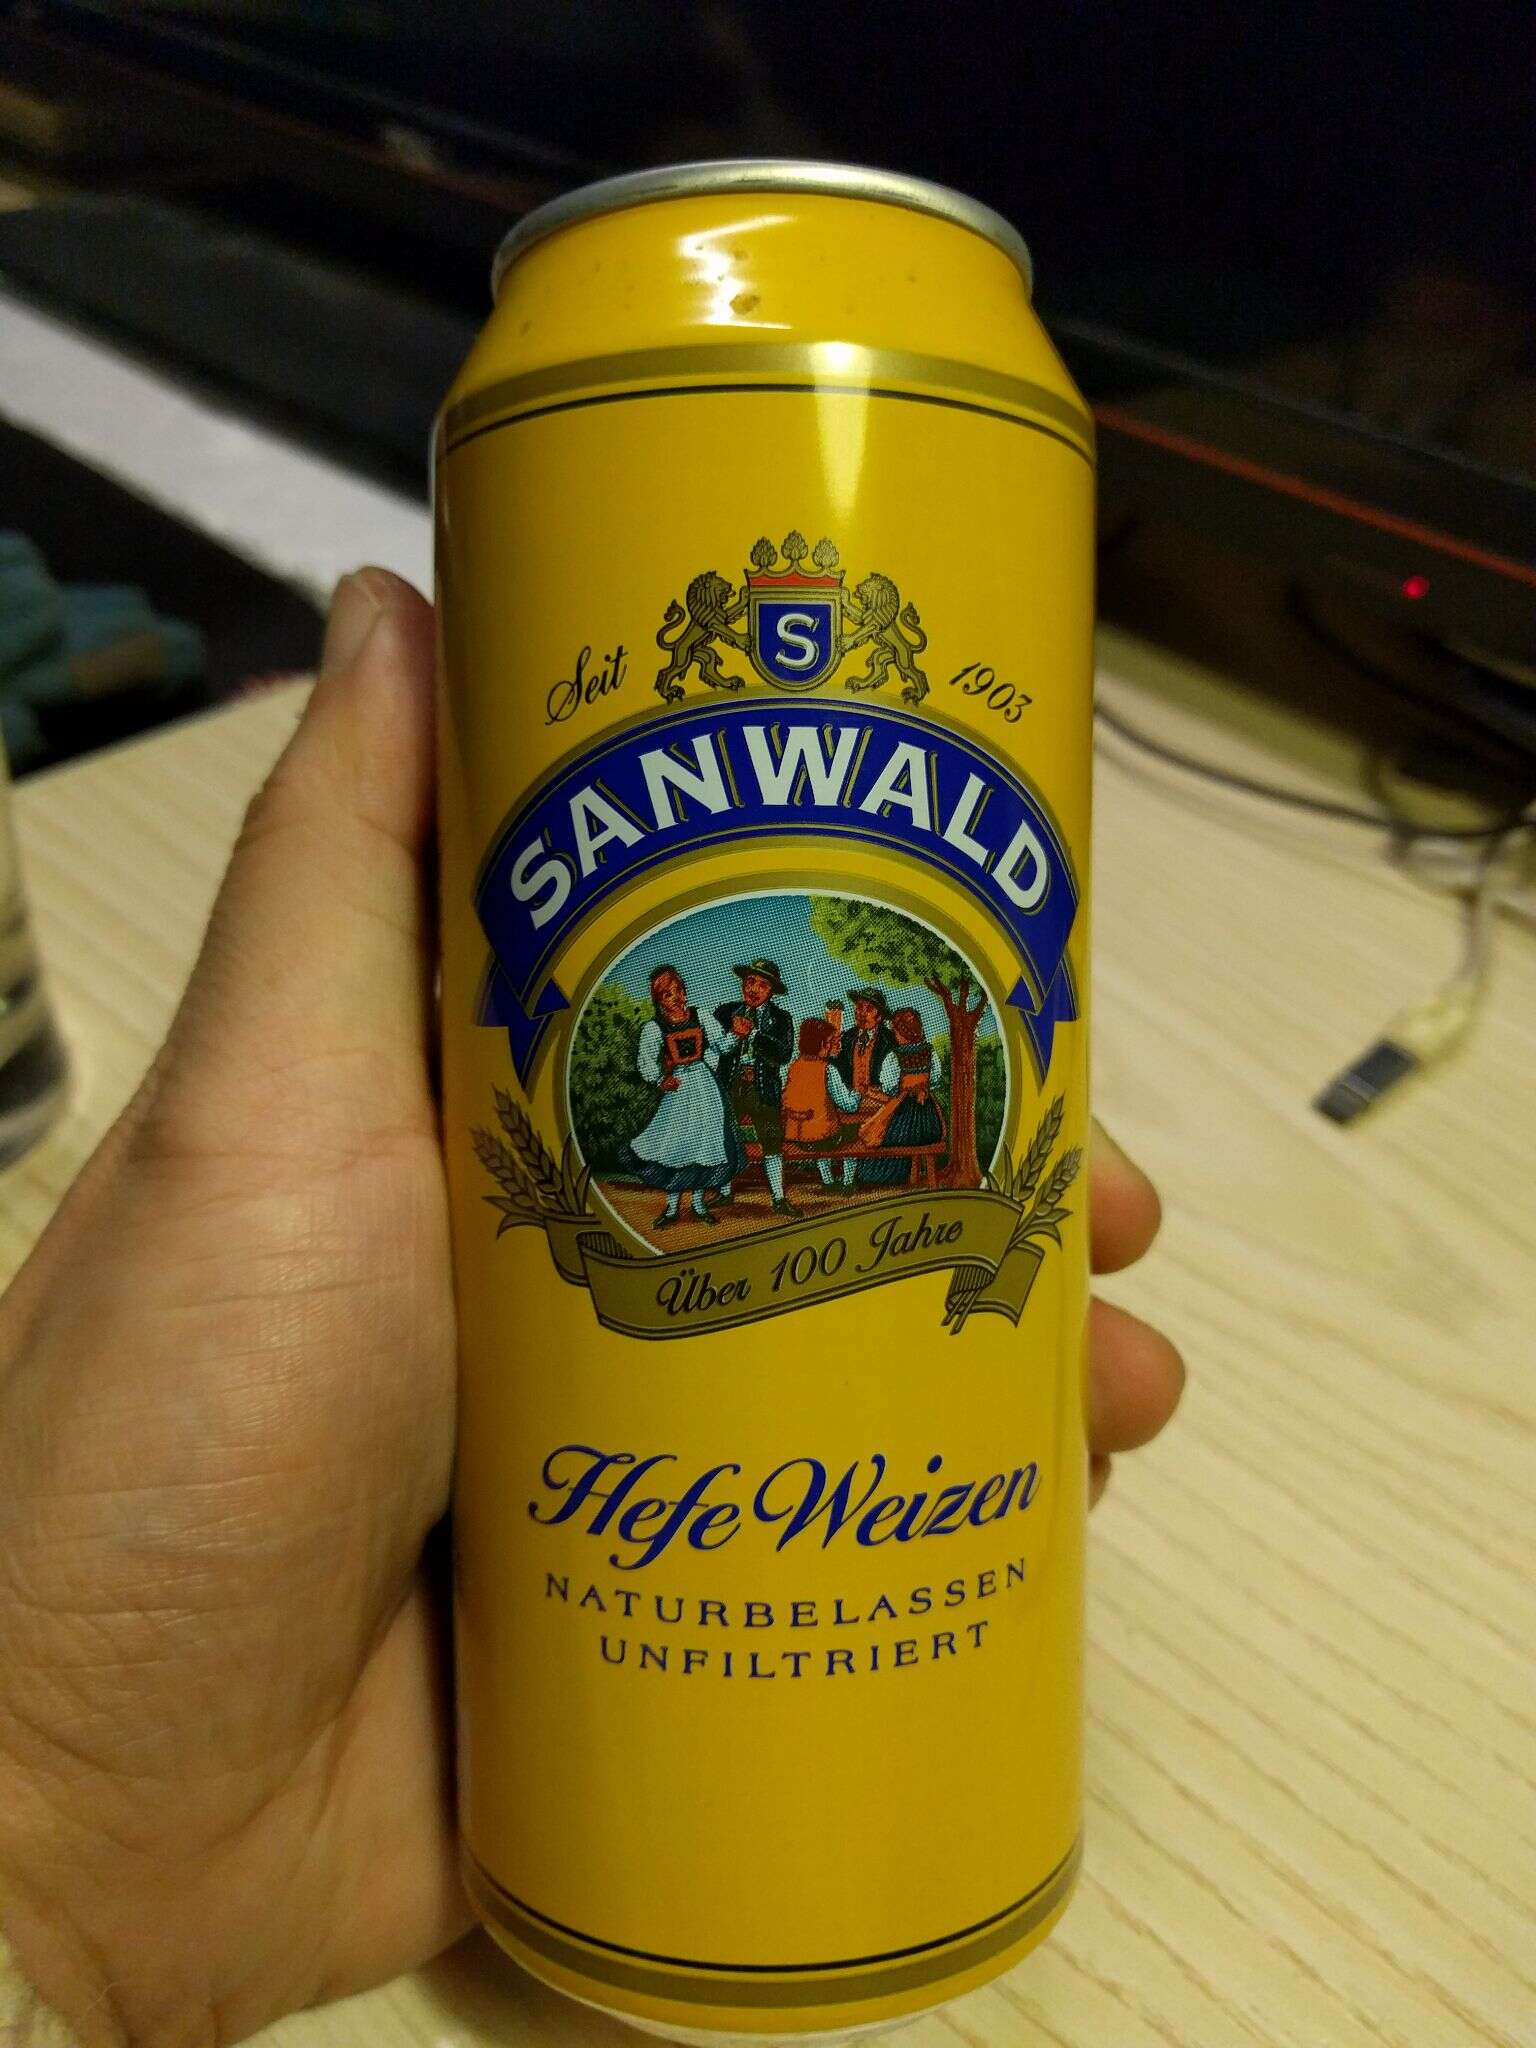 S
Seit 1903
SANWALD
Über 100 Jahre
Hefe Weizen
NATURBELASSEN
UNFILTRIERT